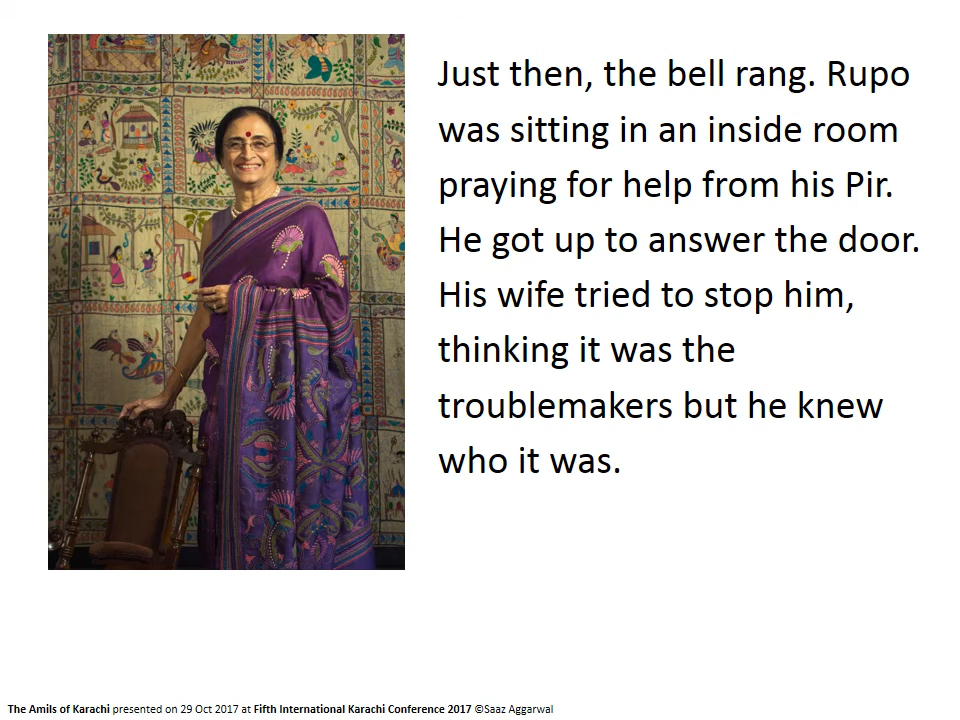 Just then, the bell rang. Rupo
was sitting in an inside room
praying for help from his Pir.
He got up to answer the door.
His wife tried to stop him,
thinking it was the
troublemakers but he knew
who it was.
The Amils of Karachi presented on 29 Oct 2017 at Fifth International Karachi Conference 2017 ©Saaz Aggarwal